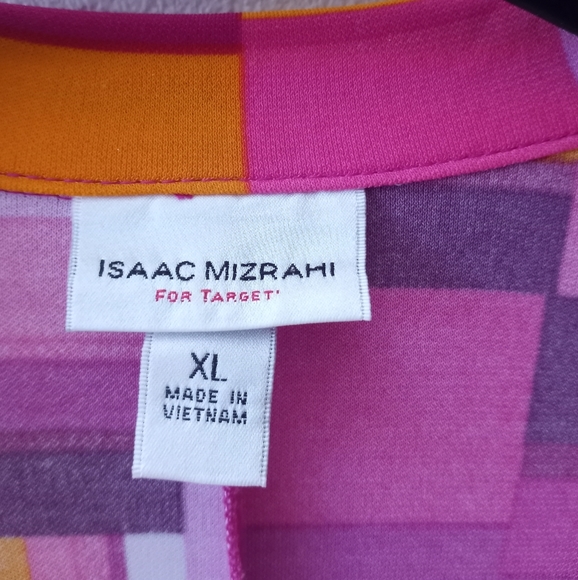 ISAAC MIZRAHI
FOR TARGET
XL
MADE IN
VIETNAM